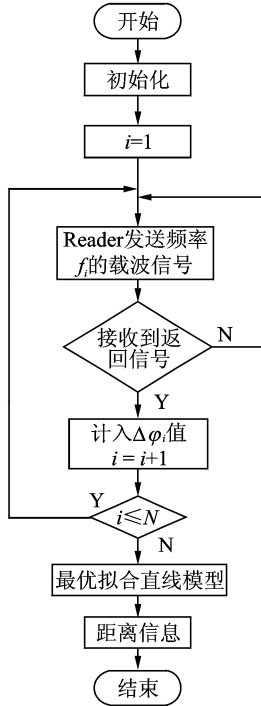 开始
初始化
i=1
Reader发送频率
fᵢ的载波信号
接收到返
回信号
N
Y
计入Δφᵢ值
i = i+1
Y
i≤N
N
最优拟合直线模型
距离信息
结束